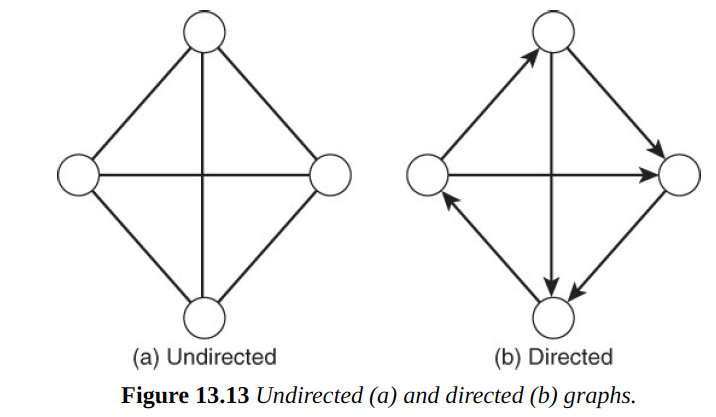 (a) Undirected
(b) Directed
Figure 13.13 Undirected (a) and directed (b) graphs.